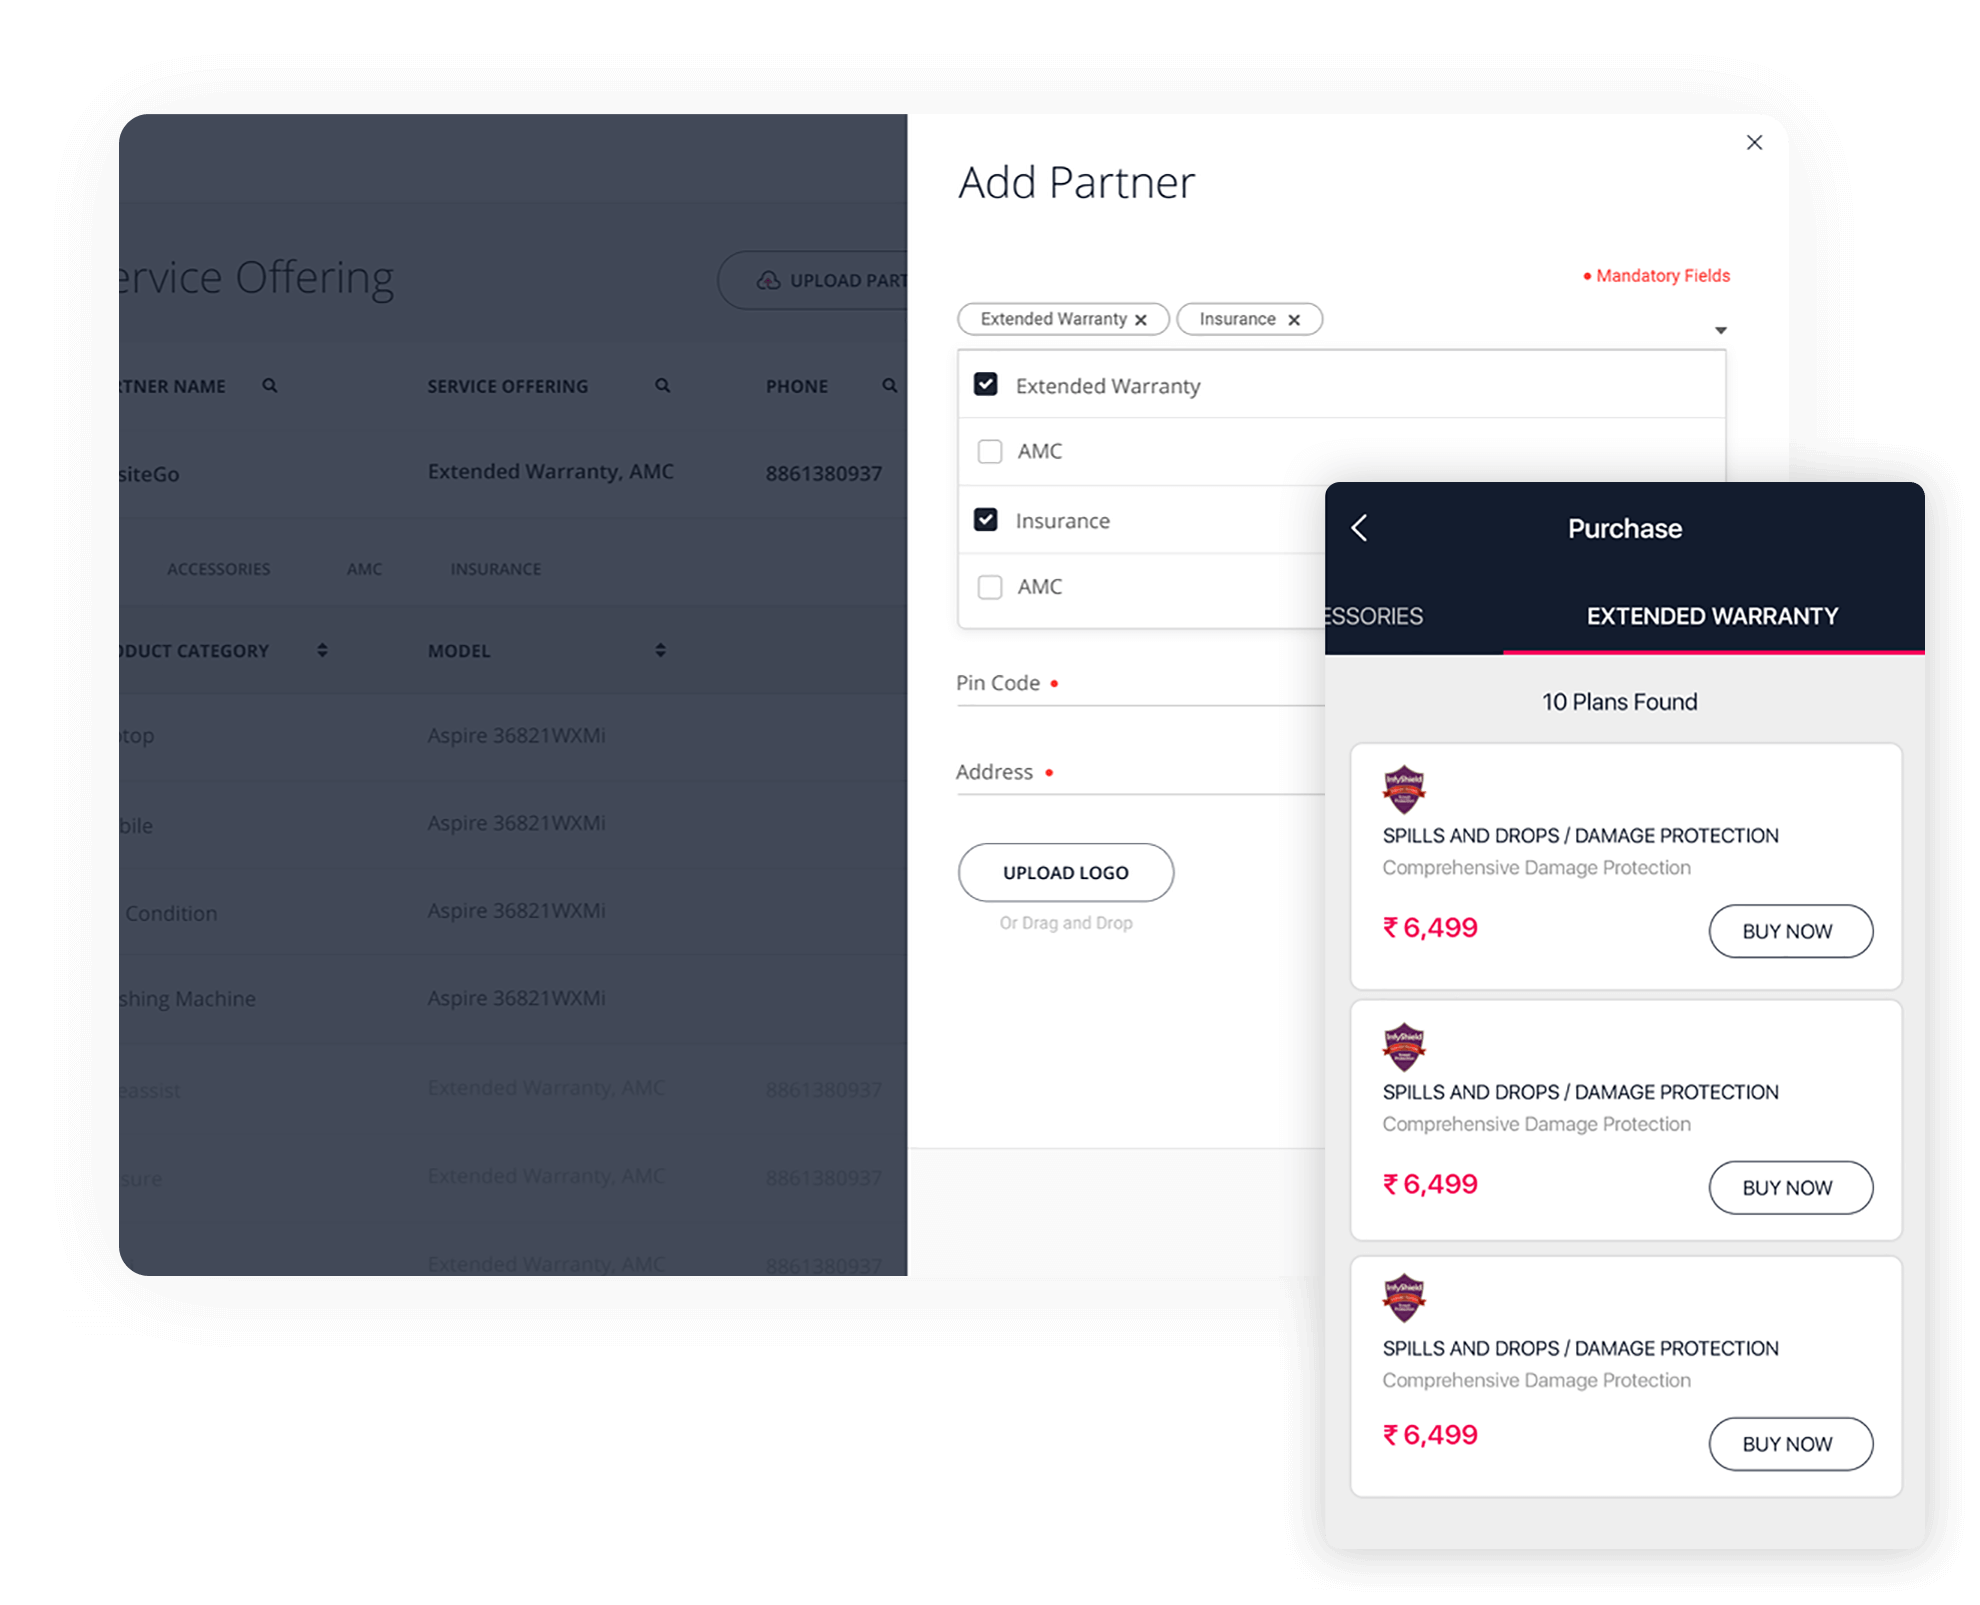 ervice Offering
UPLOAD PART
RTNER NAME
SERVICE OFFERING
PHONE
siteGo
Extended Warranty, AMC
8861380937
ACCESSORIES
AMC
INSURANCE
DUCT CATEGORY
MODEL
top
Aspire 36821WXMi
bile
Aspire 36821WXMi
Condition
Aspire 36821WXMi
shing Machine
Aspire 36821WXMi
eassist
Extended Warranty, AMC
8861380937
sure
Extended Warranty, AMC
8861380937
Extended Warranty, AMC
8861380937
Add Partner
• Mandatory Fields
Extended Warranty ×
Insurance ×
Extended Warranty
AMC
Insurance
AMC
Pin Code •
Address •
UPLOAD LOGO
Or Drag and Drop
Purchase
ESSORIES
EXTENDED WARRANTY
10 Plans Found
InfyShield
SPILLS AND DROPS / DAMAGE PROTECTION
Comprehensive Damage Protection
₹ 6,499
BUY NOW
InfyShield
SPILLS AND DROPS / DAMAGE PROTECTION
Comprehensive Damage Protection
₹ 6,499
BUY NOW
InfyShield
SPILLS AND DROPS / DAMAGE PROTECTION
Comprehensive Damage Protection
₹ 6,499
BUY NOW